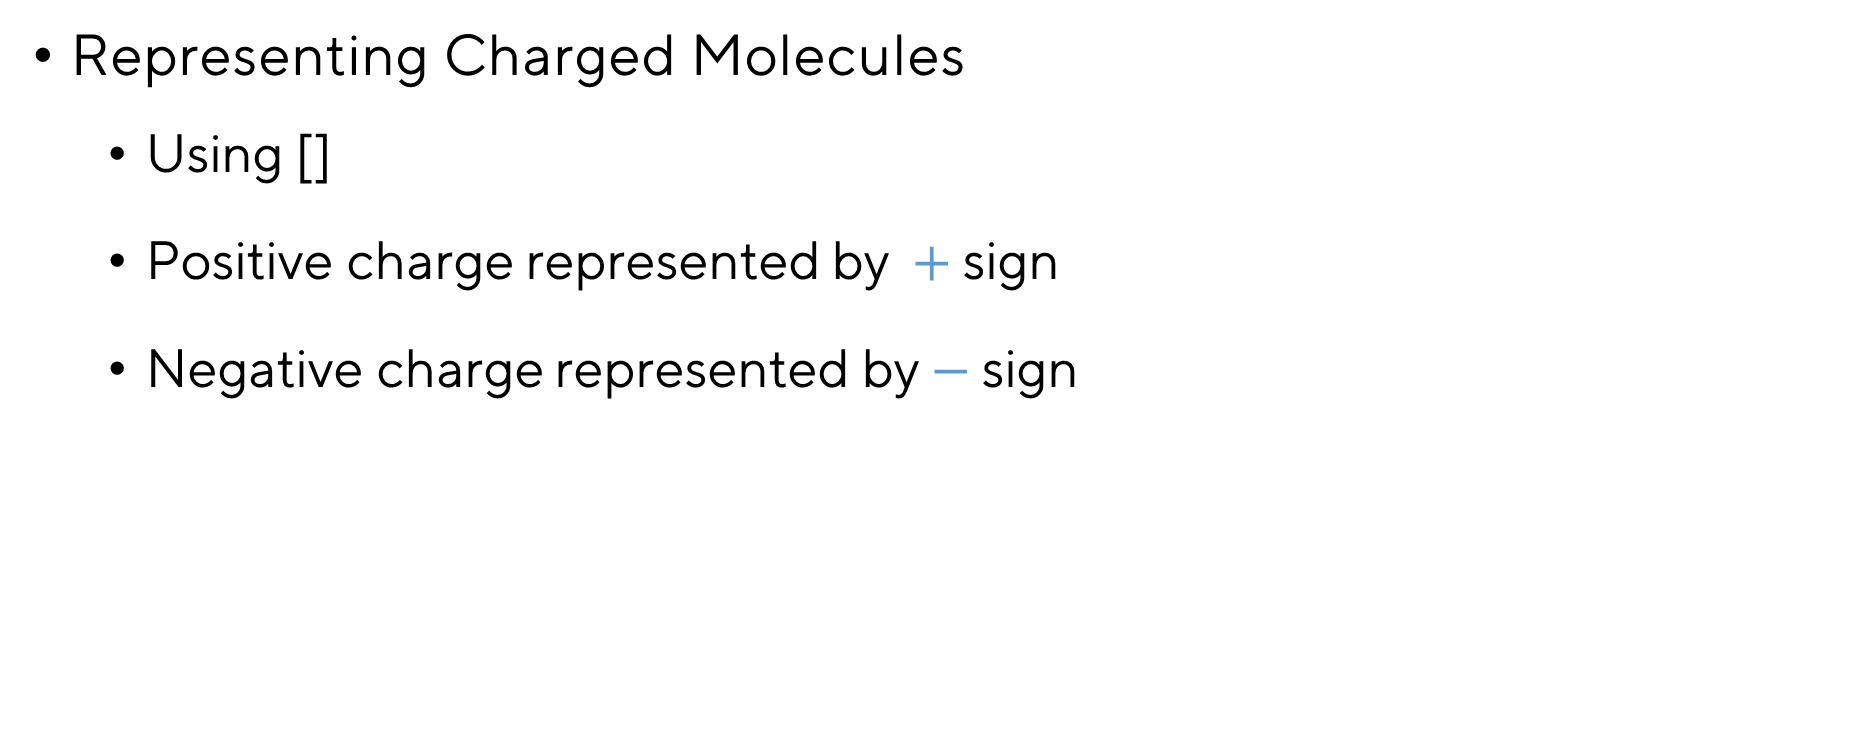 • Representing Charged Molecules
• Using []
• Positive charge represented by + sign
• Negative charge represented by − sign